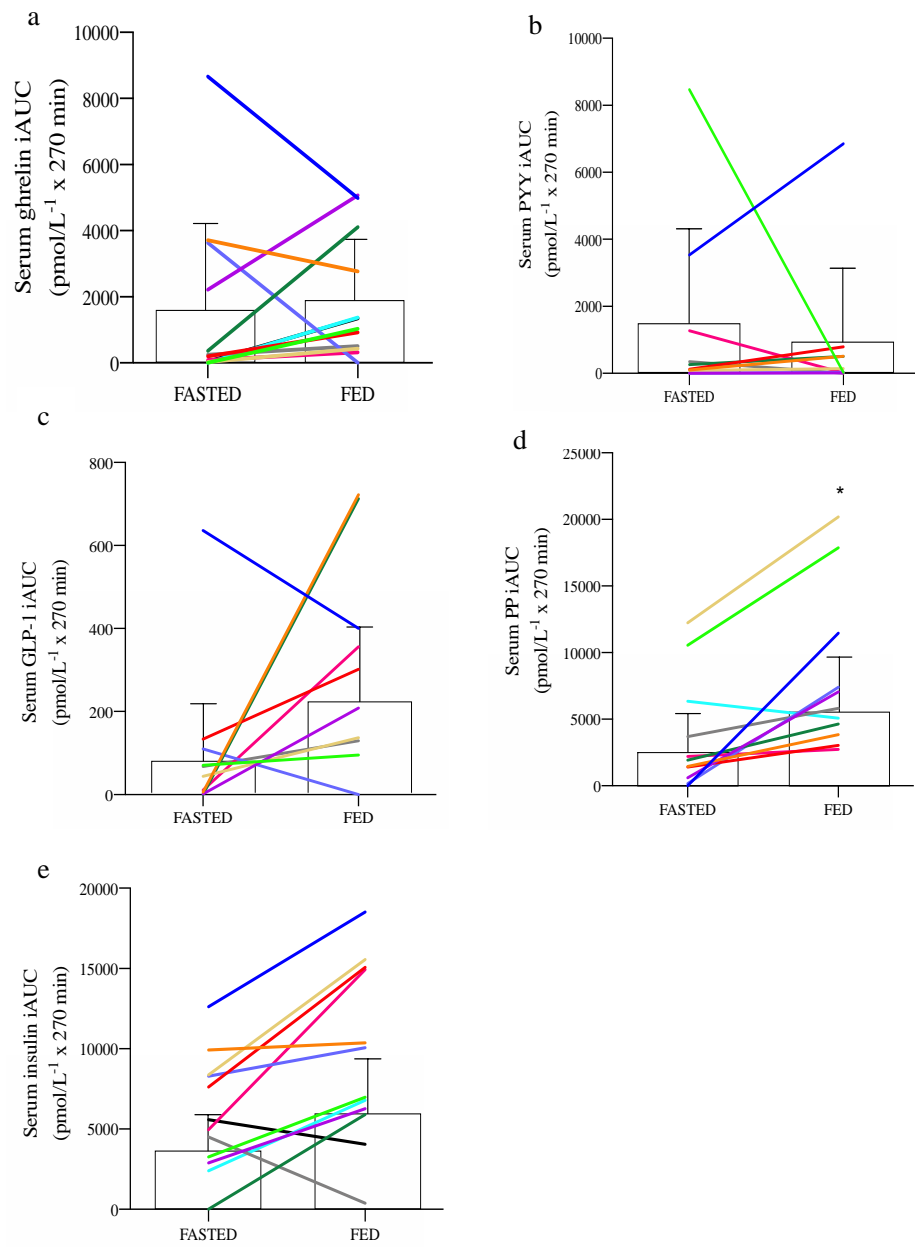 a
Serum ghrelin iAUC
(pmol/L⁻¹ x 270 min)
10000
8000
6000
4000
2000
0
FASTED
FED
b
Serum PYY iAUC
(pmol/L⁻¹ x 270 min)
10000
8000
6000
4000
2000
0
FASTED
FED
c
Serum GLP-1 iAUC
(pmol/L⁻¹ x 270 min)
800
600
400
200
0
FASTED
FED
d
Serum PP iAUC
(pmol/L⁻¹ x 270 min)
25000
20000
15000
10000
5000
0
*
FASTED
FED
e
Serum insulin iAUC
(pmol/L⁻¹ x 270 min)
20000
15000
10000
5000
0
FASTED
FED